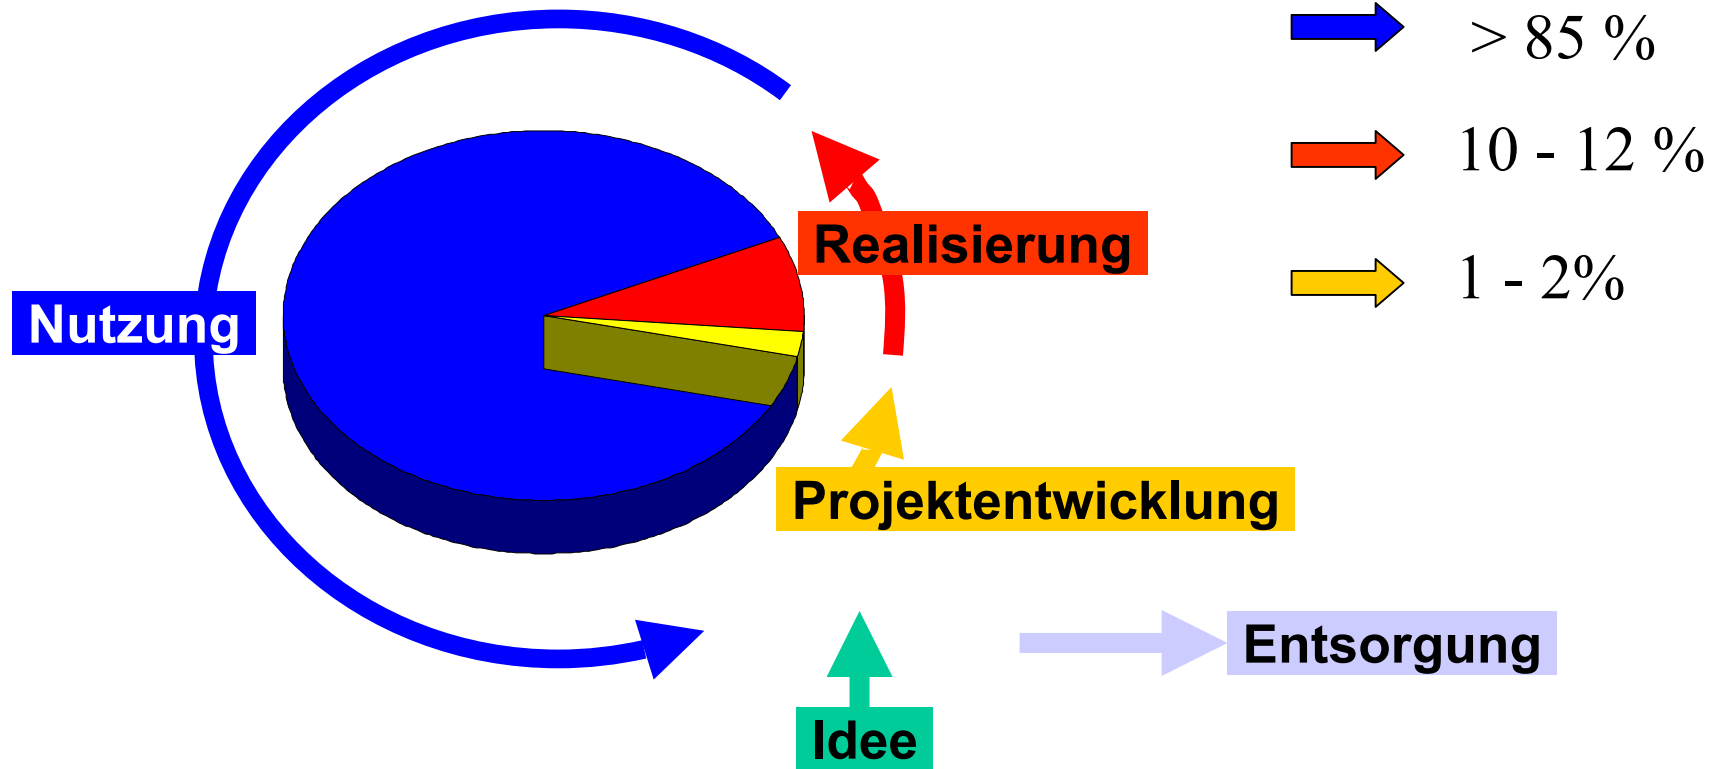 > 85 %
10 - 12 %
1 - 2%
Realisierung
Nutzung
Projektentwicklung
Entsorgung
Idee